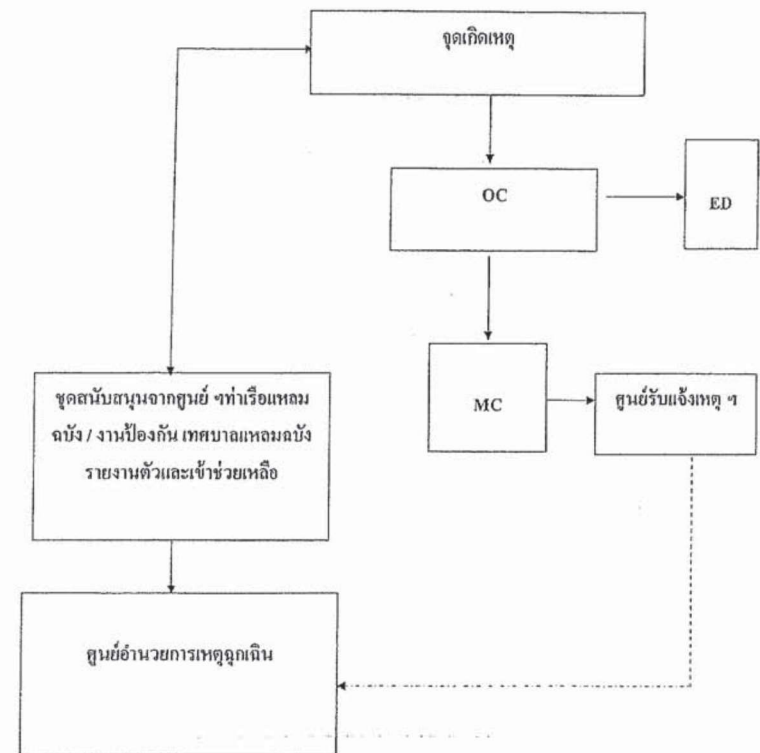 จุดเกิดเหตุ
OC
ED
MC
ศูนย์รับแจ้งเหตุ ฯ
ชุดสนับสนุนจากศูนย์ ฯท่าเรือแหลม
ฉบัง / งานป้องกัน เทศบาลแหลมฉบัง
รายงานตัวและเข้าช่วยเหลือ
ศูนย์อำนวยการเหตุฉุกเฉิน